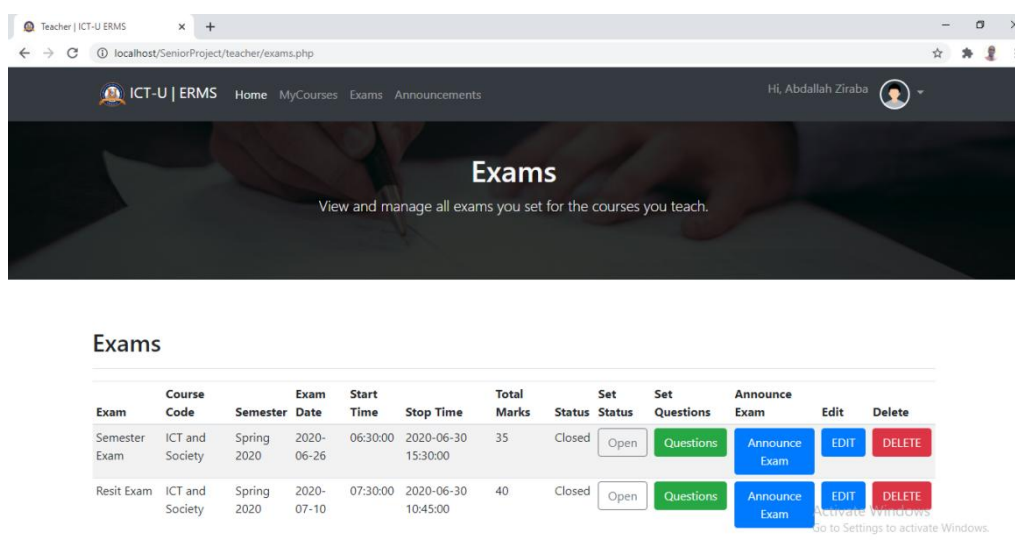 Teacher | ICT-U ERMS
localhost/SeniorProject/teacher/exams.php
ICT-U | ERMS Home MyCourses Exams Announcements Hi, Abdallah Ziraba
Exams
View and manage all exams you set for the courses you teach.
Exams
Course Exam Start Total Set Set Announce
Exam Code Semester Date Time Stop Time Marks Status Status Questions Exam Edit Delete
Semester ICT and Spring 2020- 06:30:00 2020-06-30 35 Closed Open Questions Announce EDIT DELETE
Exam Society 2020 06-26 15:30:00 Exam
Resit Exam ICT and Spring 2020- 07:30:00 2020-06-30 40 Closed Open Questions Announce EDIT DELETE
Society 2020 07-10 10:45:00 Exam
Activate Windows
Go to Settings to activate Windows.